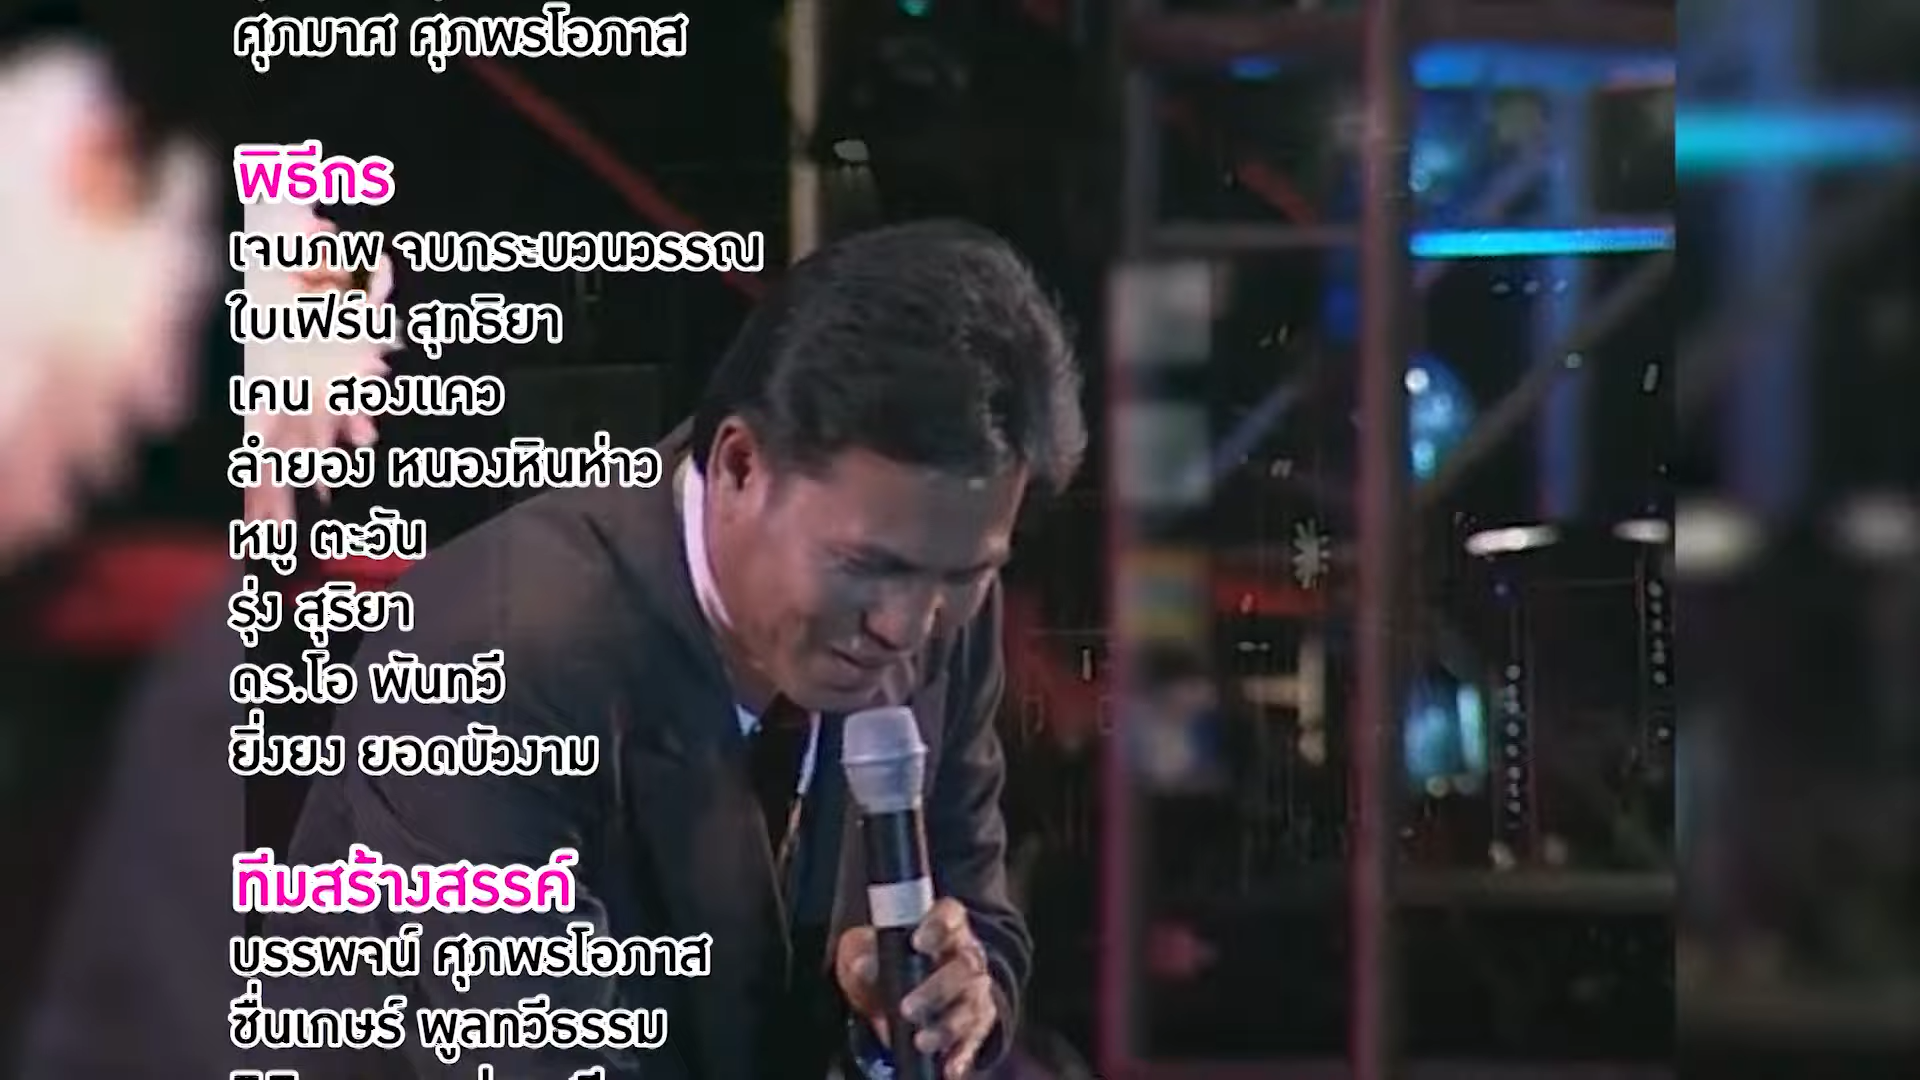 ศุภมาศ ศุภพรโอภาส
พิธีกร
เจนภพ จบกระบวนวรรณ
ใบเฟิร์น สุทธิยา
เคน สองแคว
ลำยอง หนองหินห่าว
หมู ตะวัน
รุ่ง สุริยา
ดร.โอ พันทวี
ยิ่งยง ยอดบัวงาม
ทีมสร้างสรรค์
บรรพจน์ ศุภพรโอภาส
ชื่นเกษร์ พูลทวีธรรม